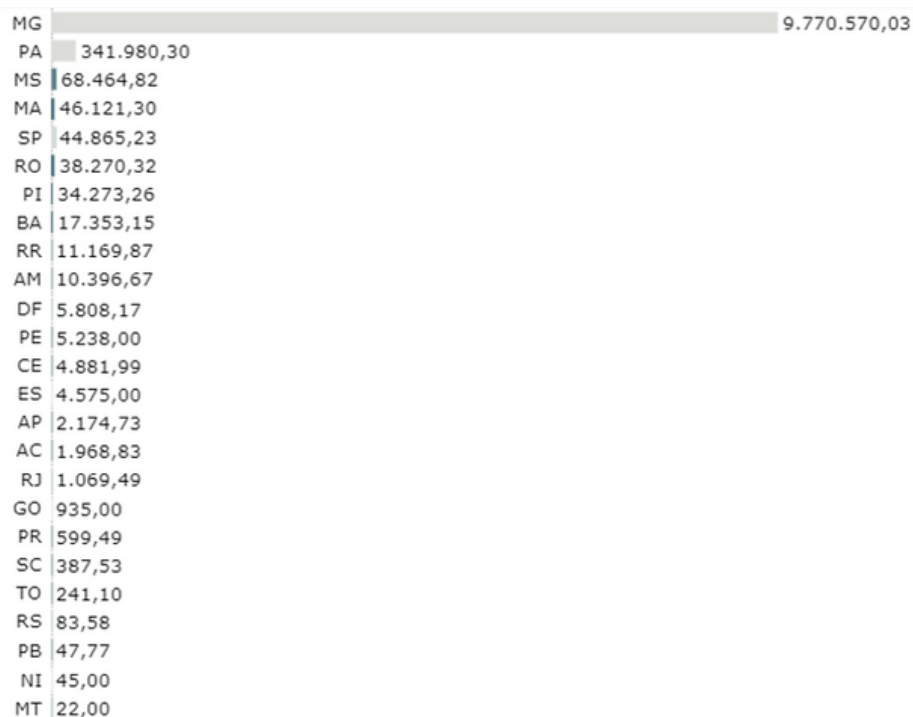 MG 9.770.570,03
PA 341.980,30
MS 68.464,82
MA 46.121,30
SP 44.865,23
RO 38.270,32
PI 34.273,26
BA 17.353,15
RR 11.169,87
AM 10.396,67
DF 5.808,17
PE 5.238,00
CE 4.881,99
ES 4.575,00
AP 2.174,73
AC 1.968,83
RJ 1.069,49
GO 935,00
PR 599,49
SC 387,53
TO 241,10
RS 83,58
PB 47,77
NI 45,00
MT 22,00